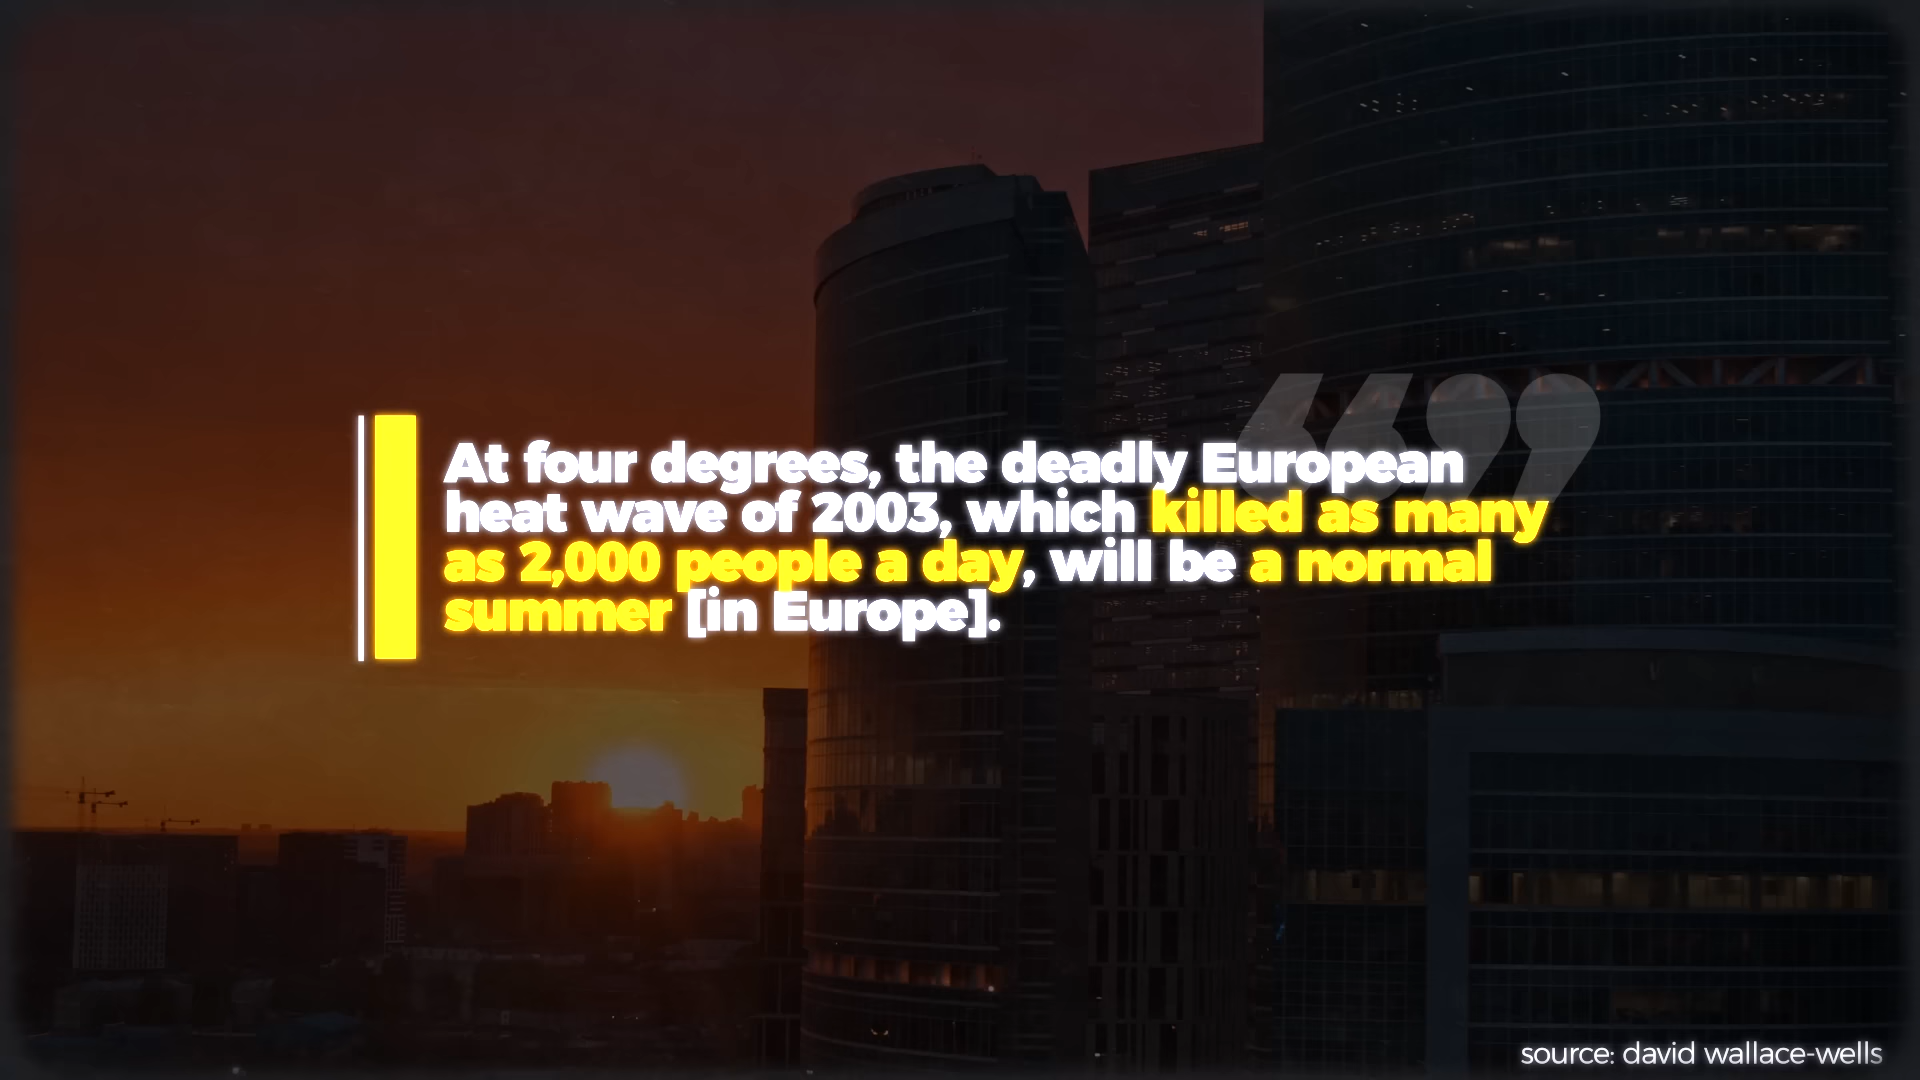 At four degrees, the deadly European
heat wave of 2003, which killed as many
as 2,000 people a day, will be a normal
summer [in Europe].
source: david wallace-wells